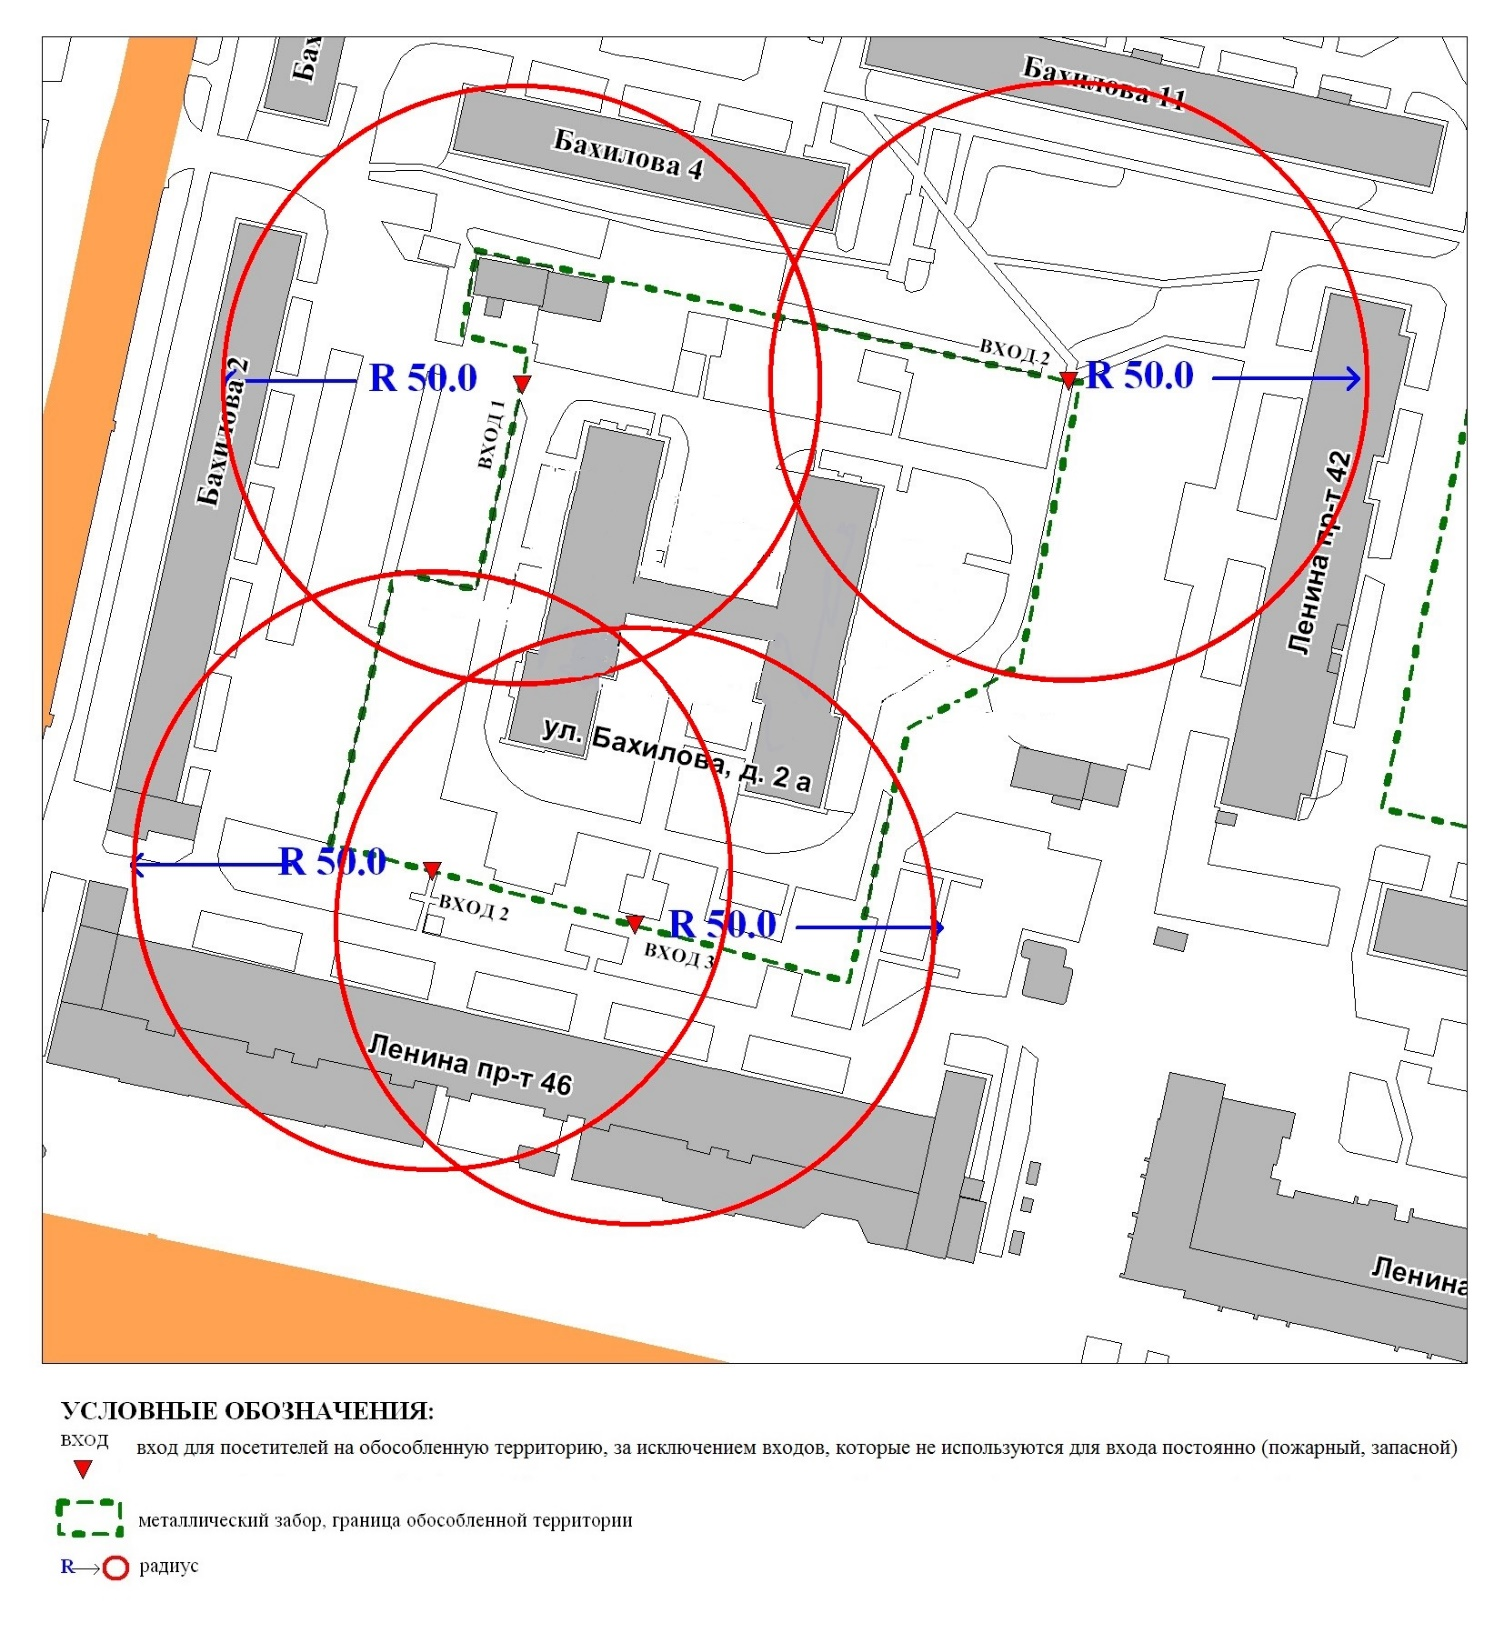 Бах
Бахилова 11
Бахилова 4
ВХОД 2
R 50.0
R 50.0
Бахилова 2
ВХОД 1
Ленина пр-т 42
ул. Бахилова, д. 2 а
R 50.0
ВХОД 2
R 50.0
ВХОД 3
Ленина пр-т 46
Ленина
УСЛОВНЫЕ ОБОЗНАЧЕНИЯ:
ВХОД
вход для посетителей на обособленную территорию, за исключением входов, которые не используются для входа постоянно (пожарный, запасной)
металлический забор, граница обособленной территории
R
радиус